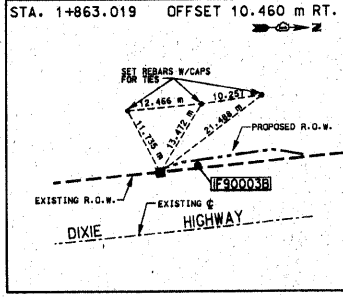 STA. 1+863.019 OFFSET 10.460 m RT.
Z
SET REBARS W/CAPS
FOR TIES
12.466 m
10.251
11.735 m
13.472 m
21.488 m
PROPOSED R.O.W.
IF90003B
EXISTING R.O.W.
EXISTING ℄
DIXIE HIGHWAY